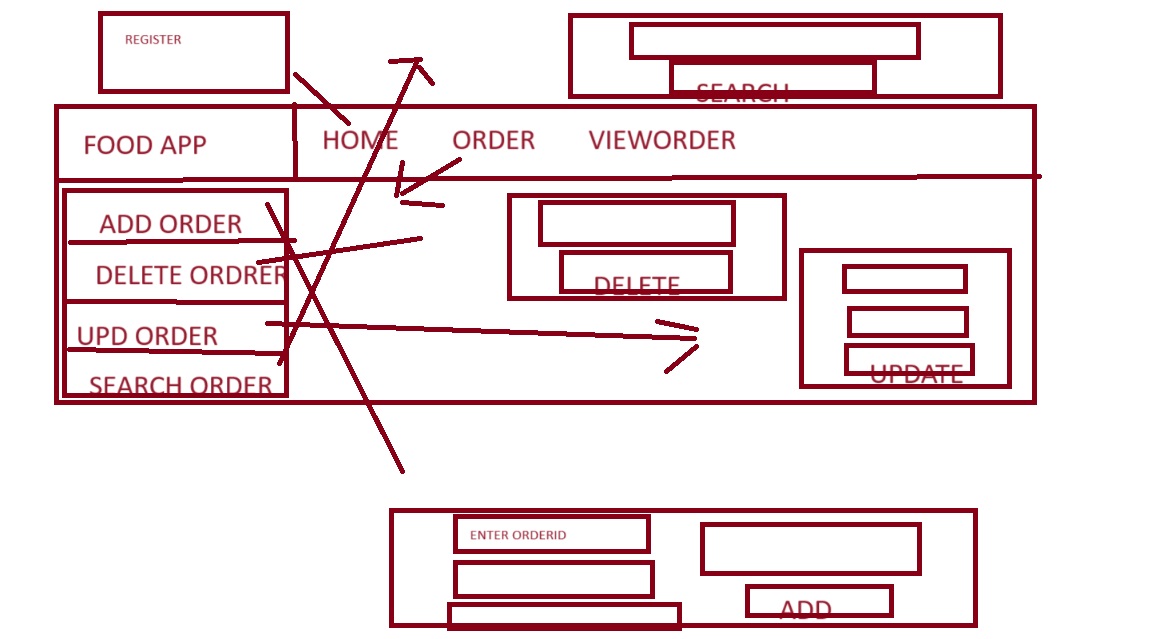 REGISTER
SEARCH
FOOD APP
HOME ORDER VIEWORDER
ADD ORDER
DELETE ORDRER
DELETE
UPD ORDER
UPDATE
SEARCH ORDER
ENTER ORDERID
ADD